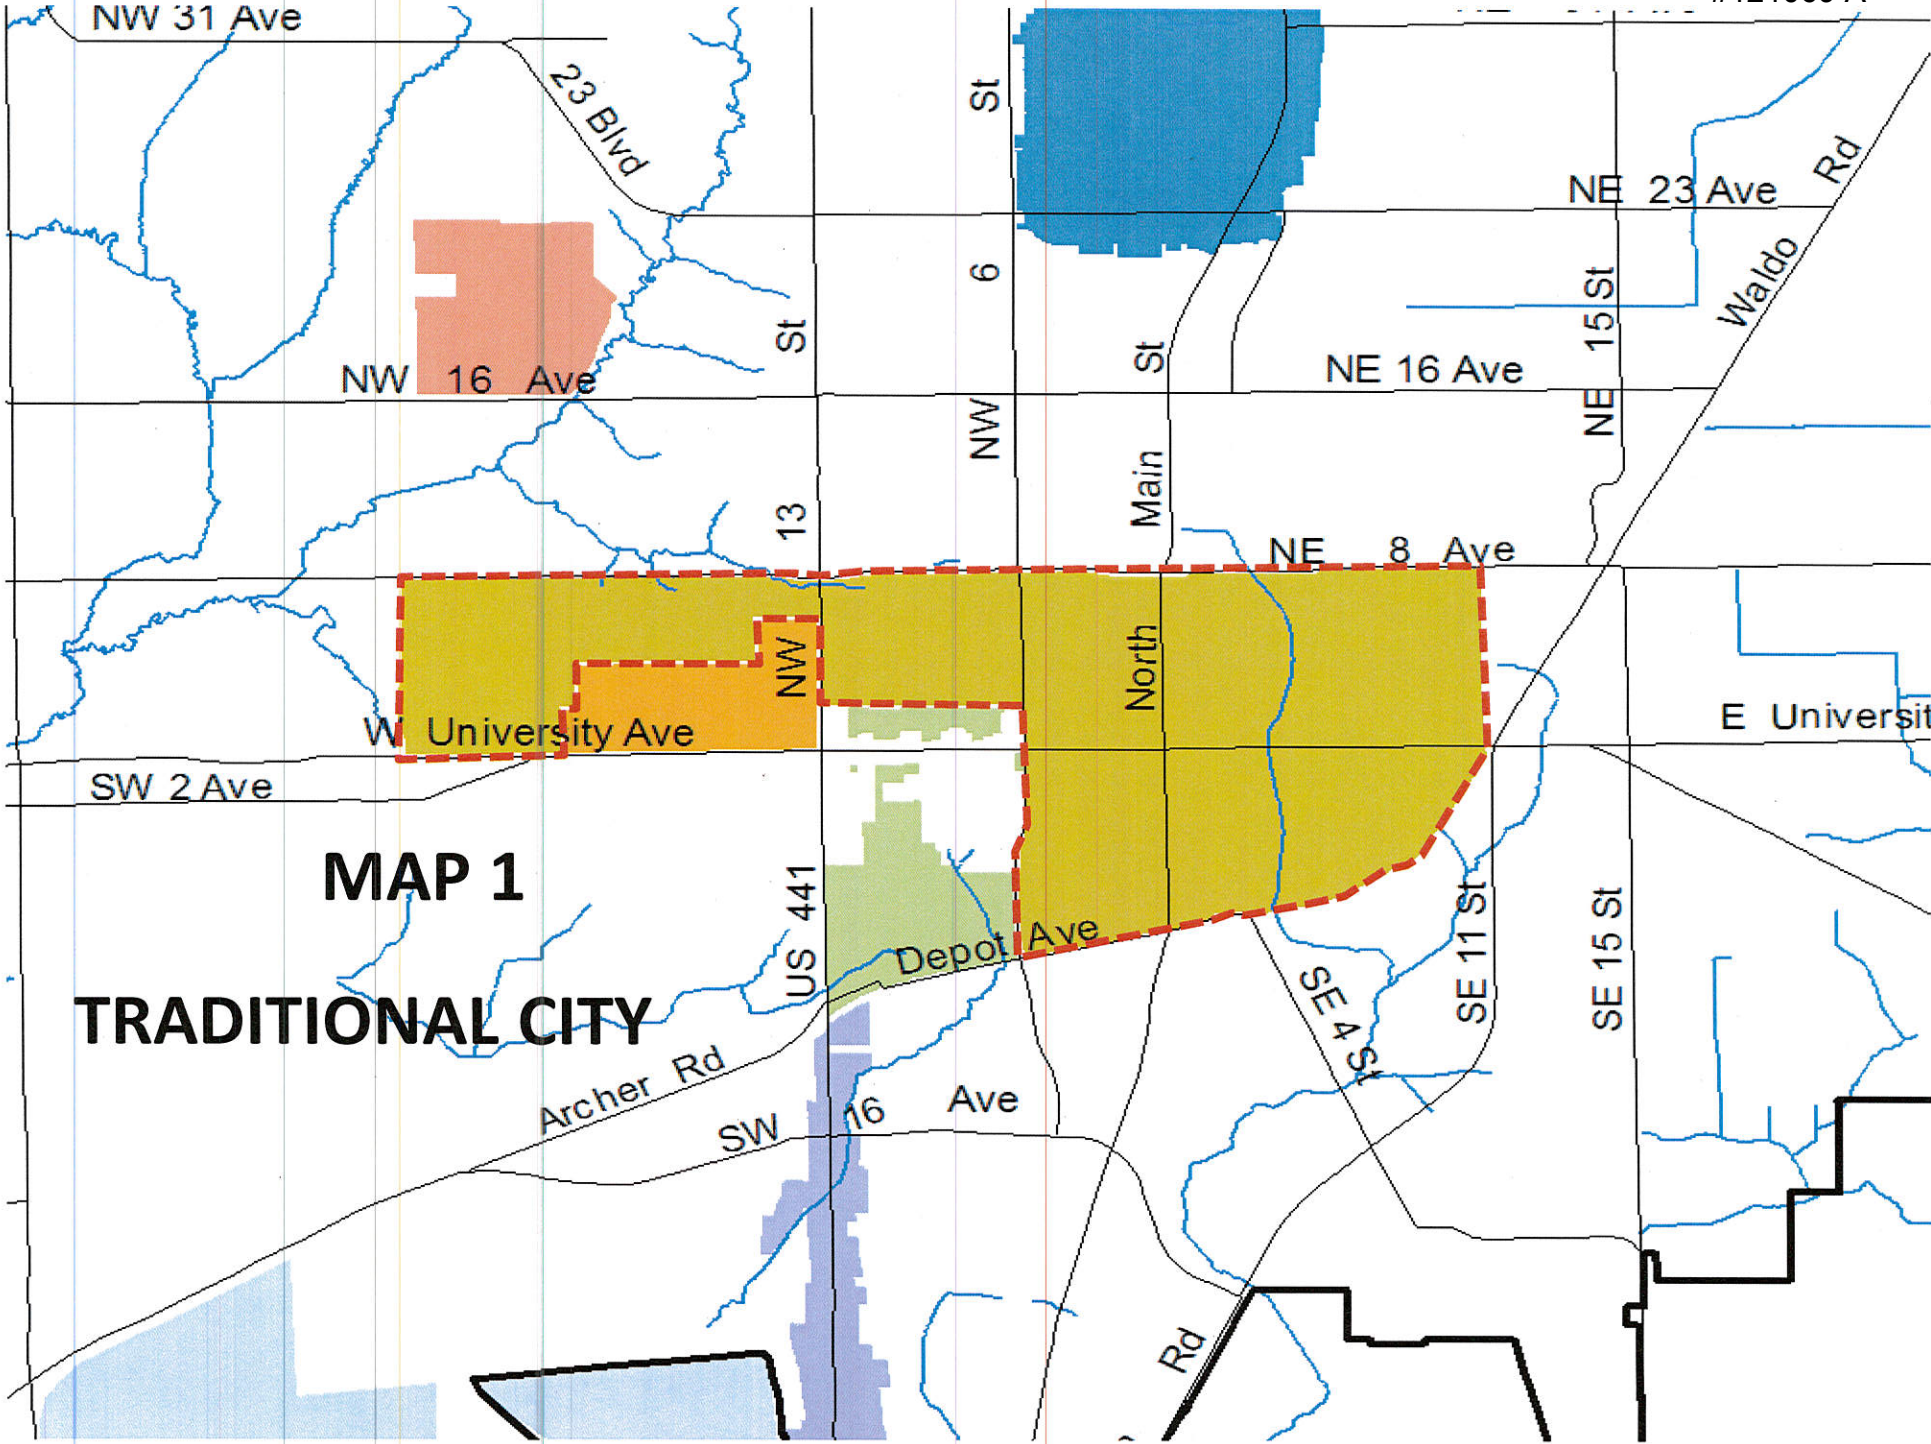 NW 31 Ave
23 Blvd
St
NE 23 Ave
Rd
6
Waldo
St
NE 15 St
St
NW 16 Ave
NE 16 Ave
NW
Main
13
NE 8 Ave
NW
North
W University Ave
E Universit
SW 2 Ave
MAP 1
US 441
SE 11 St
SE 15 St
Depot Ave
TRADITIONAL CITY
SE 4 St
Archer Rd
SW 16 Ave
Rd